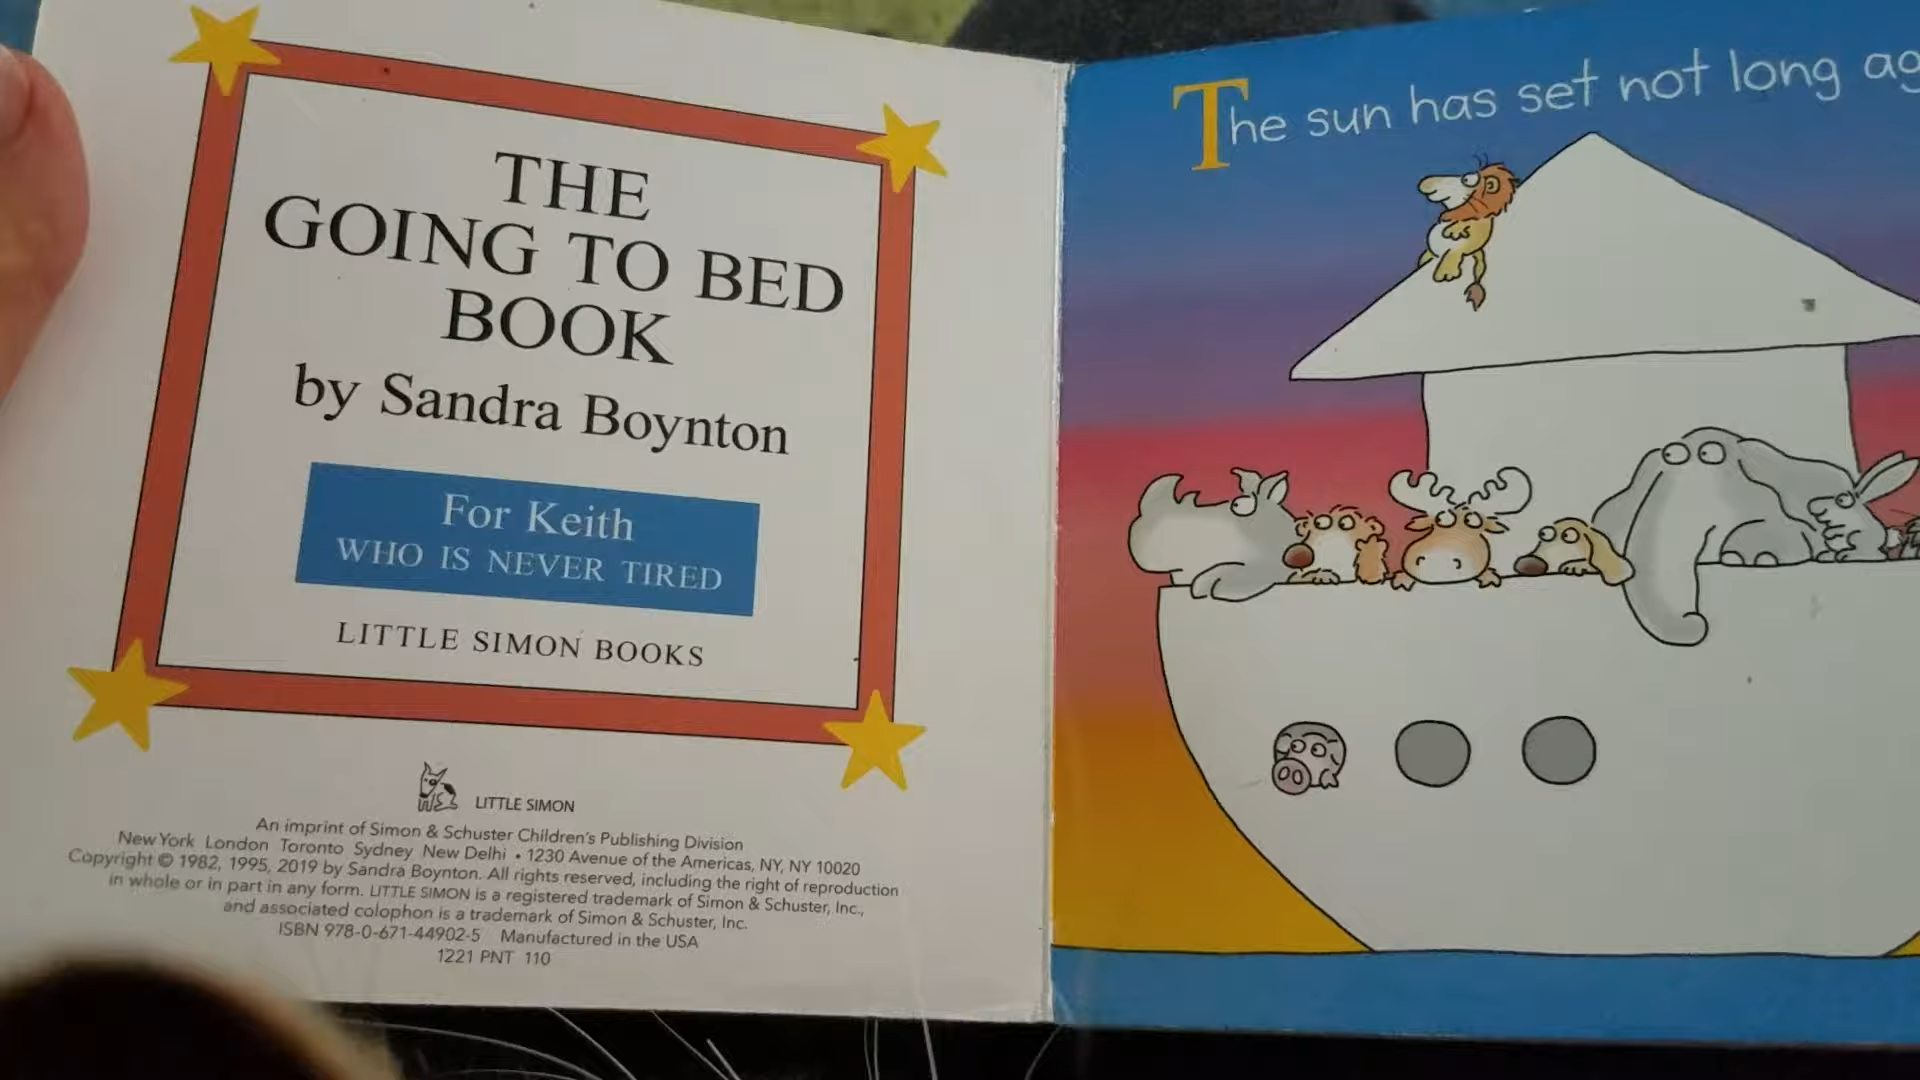 THE
GOING TO BED
BOOK
by Sandra Boynton
For Keith
WHO IS NEVER TIRED
LITTLE SIMON BOOKS
LITTLE SIMON
An imprint of Simon & Schuster Children's Publishing Division
New York London Toronto Sydney New Delhi • 1230 Avenue of the Americas, NY, NY 10020
Copyright © 1982, 1995, 2019 by Sandra Boynton. All rights reserved, including the right of reproduction
in whole or in part in any form. LITTLE SIMON is a registered trademark of Simon & Schuster, Inc.,
and associated colophon is a trademark of Simon & Schuster, Inc.
ISBN 978-0-671-44902-5 Manufactured in the USA
1221 PNT 110
The sun has set not long